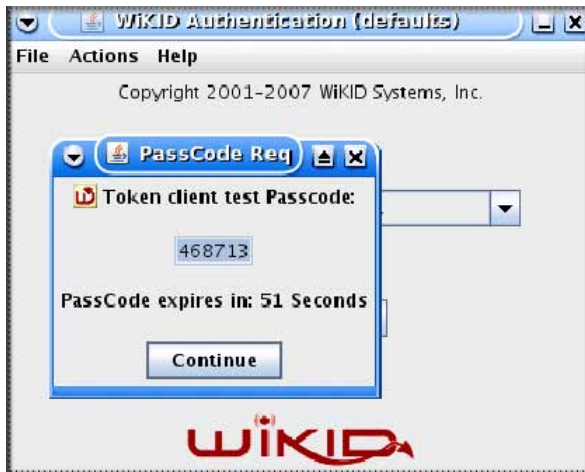 WiKID Authentication (defaults)
File Actions Help
Copyright 2001-2007 WiKID Systems, Inc.
PassCode Req
Token client test Passcode:
468713
PassCode expires in: 51 Seconds
Continue
WiKID